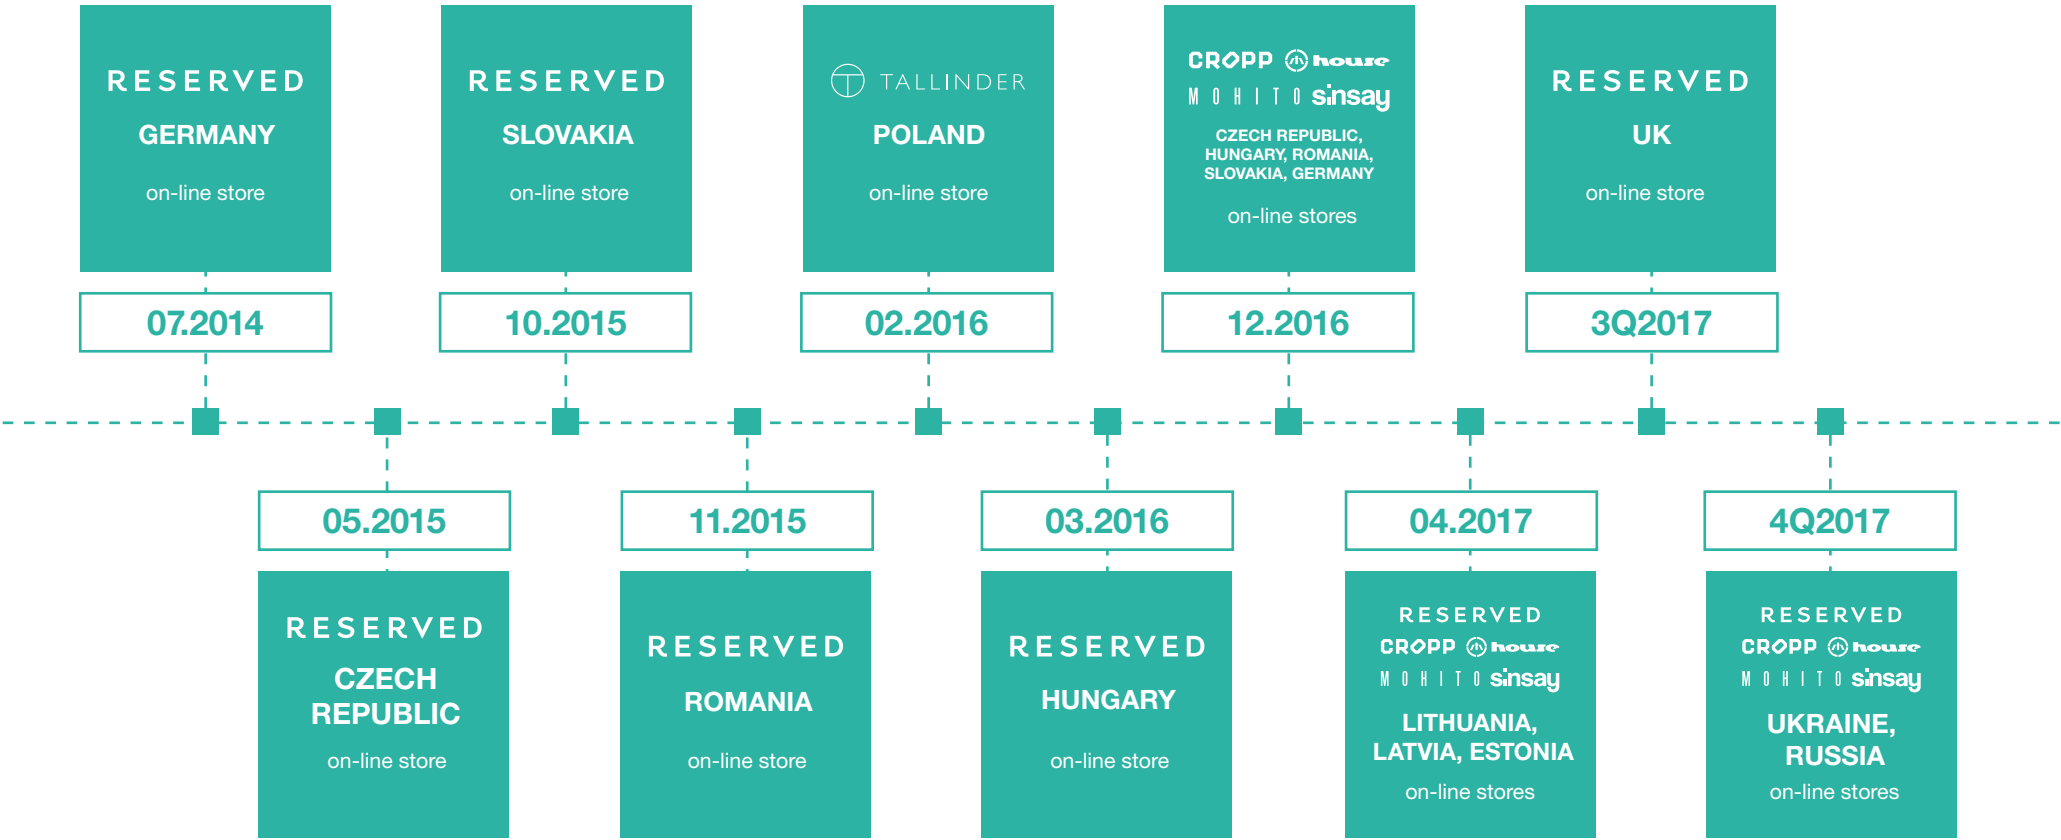 RESERVED
GERMANY
on-line store
07.2014
RESERVED
SLOVAKIA
on-line store
10.2015
TALLINDER
POLAND
on-line store
02.2016
CROPP house
MOHITO sinsay
CZECH REPUBLIC,
HUNGARY, ROMANIA,
SLOVAKIA, GERMANY
on-line stores
12.2016
RESERVED
UK
on-line store
3Q2017
05.2015
RESERVED
CZECH
REPUBLIC
on-line store
11.2015
RESERVED
ROMANIA
on-line store
03.2016
RESERVED
HUNGARY
on-line store
04.2017
RESERVED
CROPP house
MOHITO sinsay
LITHUANIA,
LATVIA, ESTONIA
on-line stores
4Q2017
RESERVED
CROPP house
MOHITO sinsay
UKRAINE,
RUSSIA
on-line stores